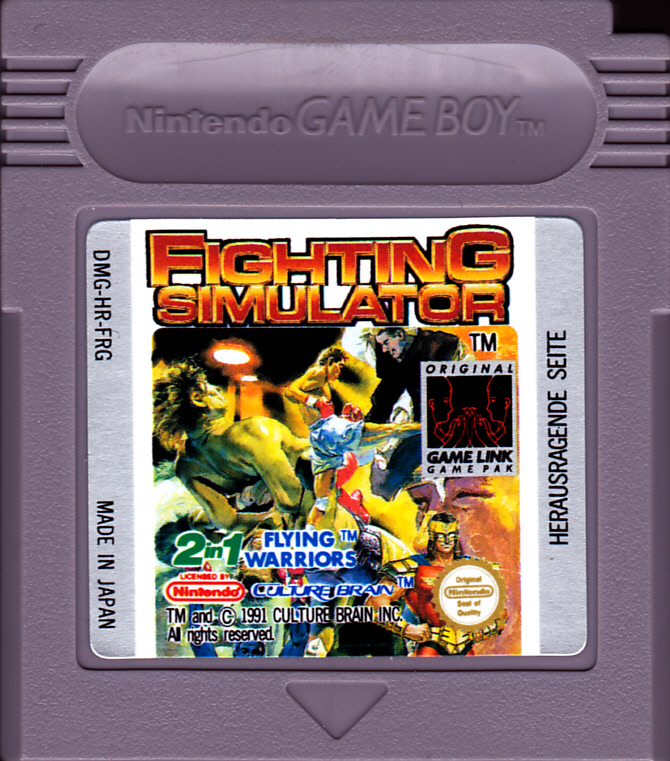 Nintendo GAME BOY TM
DMG-HR-FRG
MADE IN JAPAN
FIGHTING
SIMULATOR
TM
ORIGINAL
GAME LINK
GAME PAK
HERAUSRAGENDE SEITE
2in1
FLYING TM
WARRIORS
LICENSED BY
Nintendo
CULTURE BRAIN TM
TM and © 1991 CULTURE BRAIN INC.
All rights reserved.
Original
Nintendo
Seal of
Quality